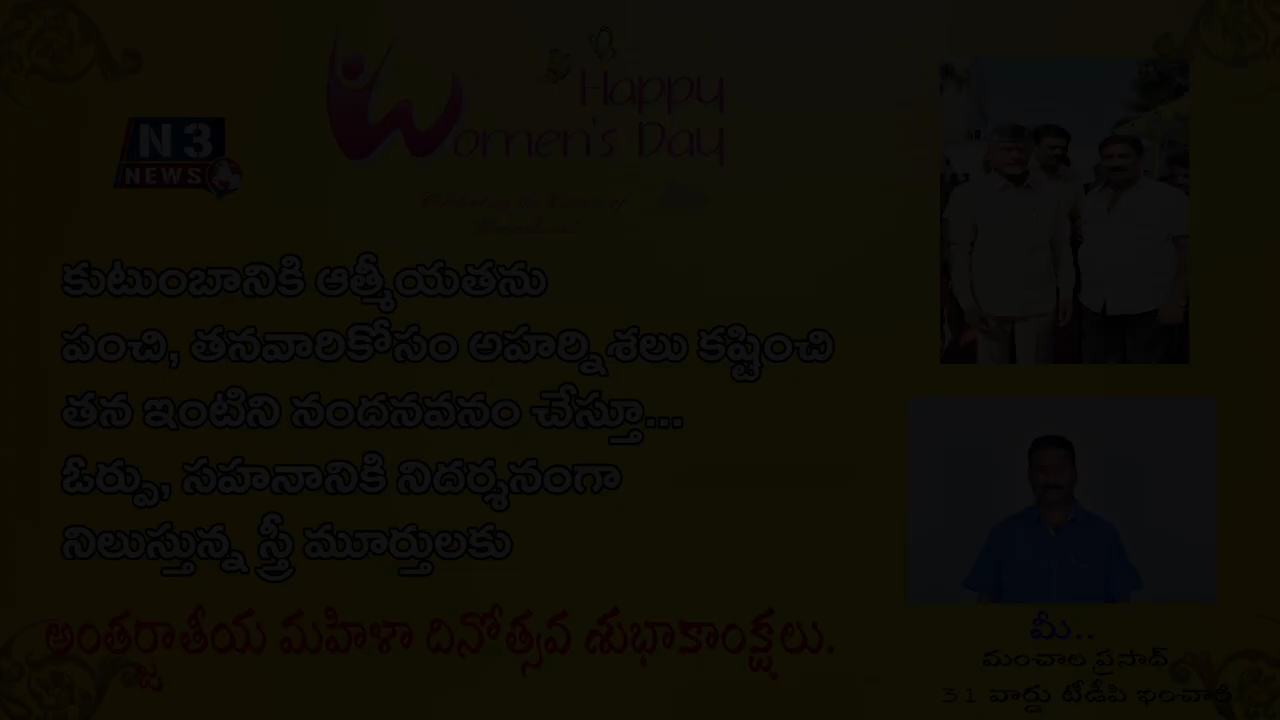 Happy
Women's Day
N 3
NEWS
కుటుంబానికి ఆత్మీయతను
పంచి, తనవారికోసం అహర్నిశలు కష్టించి
తన ఇంటిని నందనవనం చేస్తూ...
ఓర్పు, సహనానికి నిదర్శనంగా
నిలుస్తున్న స్త్రీ మూర్తులకు
అంతర్జాతీయ మహిళా దినోత్సవ శుభాకాంక్షలు.
మీ..
మంచాల ప్రసాద్
31 వార్డు టీడీపి ఇంచార్జి